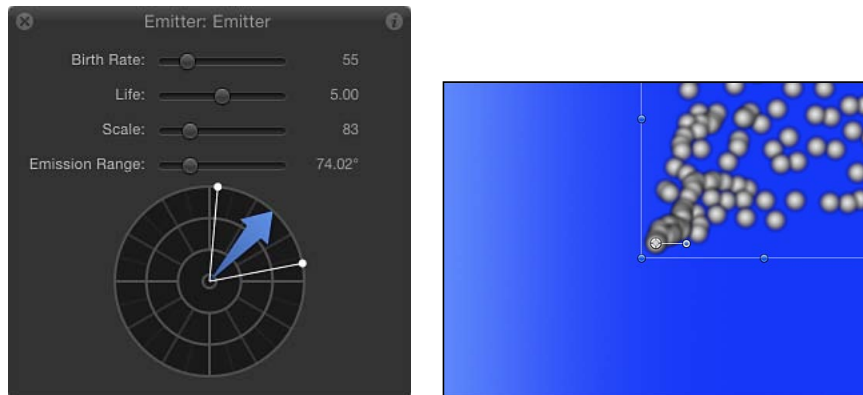 Emitter: Emitter
Birth Rate: 55
Life: 5.00
Scale: 83
Emission Range: 74.02°